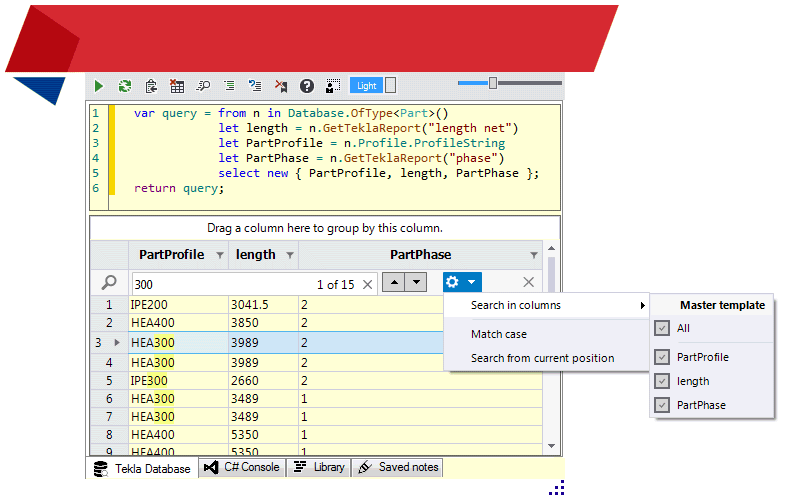 Light
1 var query = from n in Database.OfType<Part>()
2 let length = n.GetTeklaReport("length net")
3 let PartProfile = n.Profile.ProfileString
4 let PartPhase = n.GetTeklaReport("phase")
5 select new { PartProfile, length, PartPhase };
6 return query;
Drag a column here to group by this column.
PartProfile length PartPhase
300 1 of 15
1 IPE200 3041.5 2
2 HEA400 3850 2
3 HEA300 3989 2
4 HEA300 3989 2
5 IPE300 2660 2
6 HEA300 3489 1
7 HEA300 3489 1
8 HEA400 5350 1
9 HEA400 5350 1
Search in columns
Match case
Search from current position
Master template
All
PartProfile
length
PartPhase
Tekla Database C# Console Library Saved notes